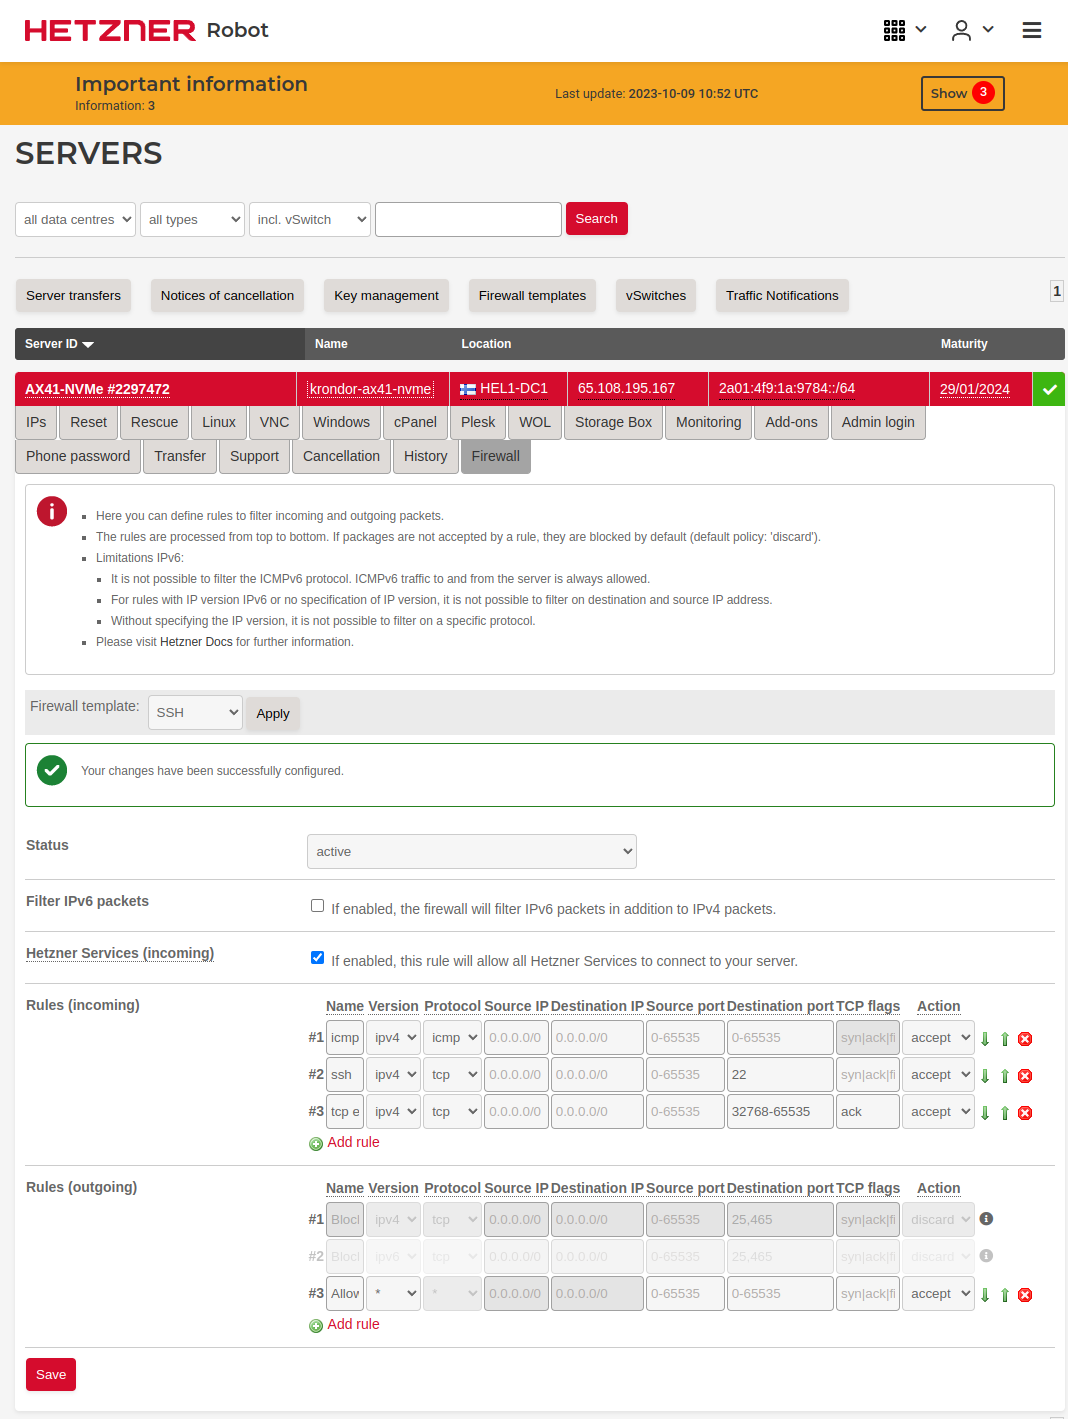 HETZNER Robot
Important information
Information: 3
Last update: 2023-10-09 10:52 UTC
Show 3
SERVERS
all data centres all types incl. vSwitch Search
Server transfers Notices of cancellation Key management Firewall templates vSwitches Traffic Notifications 1
Server ID Name Location Maturity
AX41-NVMe #2297472 krondor-ax41-nvme HEL1-DC1 65.108.195.167 2a01:4f9:1a:9784::/64 29/01/2024
IPs Reset Rescue Linux VNC Windows cPanel Plesk WOL Storage Box Monitoring Add-ons Admin login
Phone password Transfer Support Cancellation History Firewall
Here you can define rules to filter incoming and outgoing packets.
The rules are processed from top to bottom. If packages are not accepted by a rule, they are blocked by default (default policy: 'discard').
Limitations IPv6:
It is not possible to filter the ICMPv6 protocol. ICMPv6 traffic to and from the server is always allowed.
For rules with IP version IPv6 or no specification of IP version, it is not possible to filter on destination and source IP address.
Without specifying the IP version, it is not possible to filter on a specific protocol.
Please visit Hetzner Docs for further information.
Firewall template: SSH Apply
Your changes have been successfully configured.
Status active
Filter IPv6 packets If enabled, the firewall will filter IPv6 packets in addition to IPv4 packets.
Hetzner Services (incoming) If enabled, this rule will allow all Hetzner Services to connect to your server.
Rules (incoming) Name Version Protocol Source IP Destination IP Source port Destination port TCP flags Action
#1 icmp ipv4 icmp 0.0.0.0/0 0.0.0.0/0 0-65535 0-65535 syn|ack|fi accept
#2 ssh ipv4 tcp 0.0.0.0/0 0.0.0.0/0 0-65535 22 syn|ack|fi accept
#3 tcp e ipv4 tcp 0.0.0.0/0 0.0.0.0/0 0-65535 32768-65535 ack accept
Add rule
Rules (outgoing) Name Version Protocol Source IP Destination IP Source port Destination port TCP flags Action
#1 Blocl ipv4 tcp 0.0.0.0/0 0.0.0.0/0 0-65535 25,465 syn|ack|fi discard
#2 Blocl ipv6 tcp 0.0.0.0/0 0.0.0.0/0 0-65535 25,465 syn|ack|fi discard
#3 Allow * * 0.0.0.0/0 0.0.0.0/0 0-65535 0-65535 syn|ack|fi accept
Add rule
Save